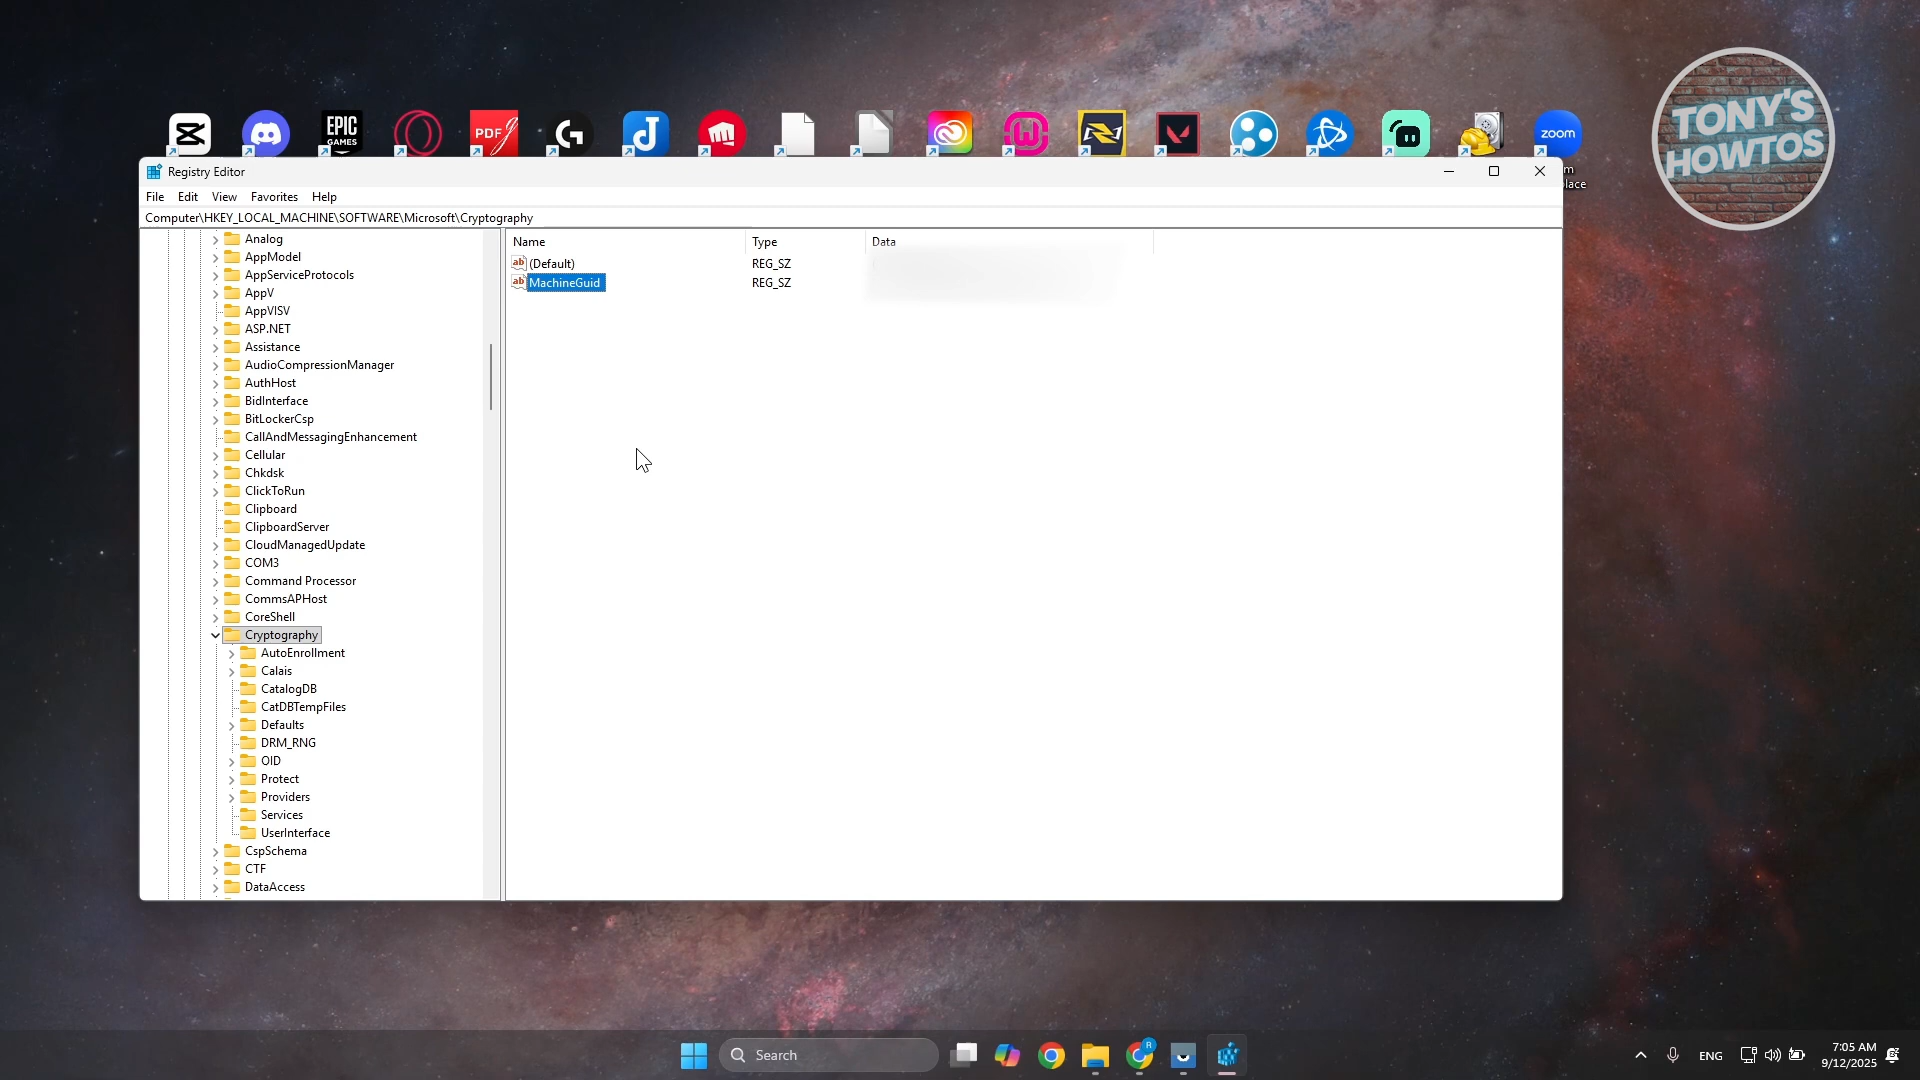 EPIC
GAMES
PDF
zoom
TONY'S
HOWTOS
Registry Editor
File Edit View Favorites Help
Computer\HKEY_LOCAL_MACHINE\SOFTWARE\Microsoft\Cryptography
Analog
AppModel
AppServiceProtocols
AppV
AppVISV
ASP.NET
Assistance
AudioCompressionManager
AuthHost
BidInterface
BitLockerCsp
CallAndMessagingEnhancement
Cellular
Chkdsk
ClickToRun
Clipboard
ClipboardServer
CloudManagedUpdate
COM3
Command Processor
CommsAPHost
CoreShell
Cryptography
AutoEnrollment
Calais
CatalogDB
CatDBTempFiles
Defaults
DRM_RNG
OID
Protect
Providers
Services
UserInterface
CspSchema
CTF
DataAccess
Name Type Data
ab (Default) REG_SZ
ab MachineGuid REG_SZ
Search
R
ENG
7:05 AM
9/12/2025